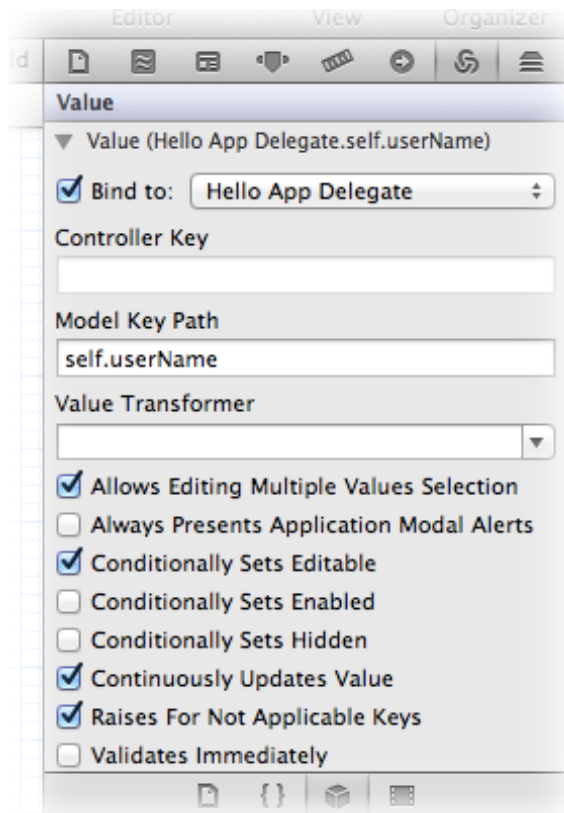 Editor View Organizer
ld
Value
Value (Hello App Delegate.self.userName)
Bind to: Hello App Delegate
Controller Key
Model Key Path
self.userName
Value Transformer
Allows Editing Multiple Values Selection
Always Presents Application Modal Alerts
Conditionally Sets Editable
Conditionally Sets Enabled
Conditionally Sets Hidden
Continuously Updates Value
Raises For Not Applicable Keys
Validates Immediately
{ }